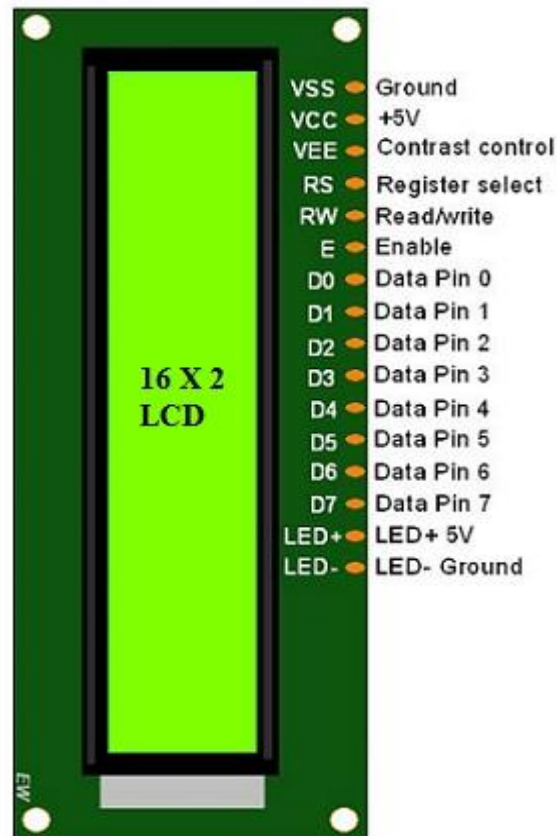 VSS Ground
VCC +5V
VEE Contrast control
RS Register select
RW Read/write
E Enable
D0 Data Pin 0
D1 Data Pin 1
D2 Data Pin 2
D3 Data Pin 3
16 X 2
LCD
D4 Data Pin 4
D5 Data Pin 5
D6 Data Pin 6
D7 Data Pin 7
LED+ LED+ 5V
LED- LED- Ground
EW